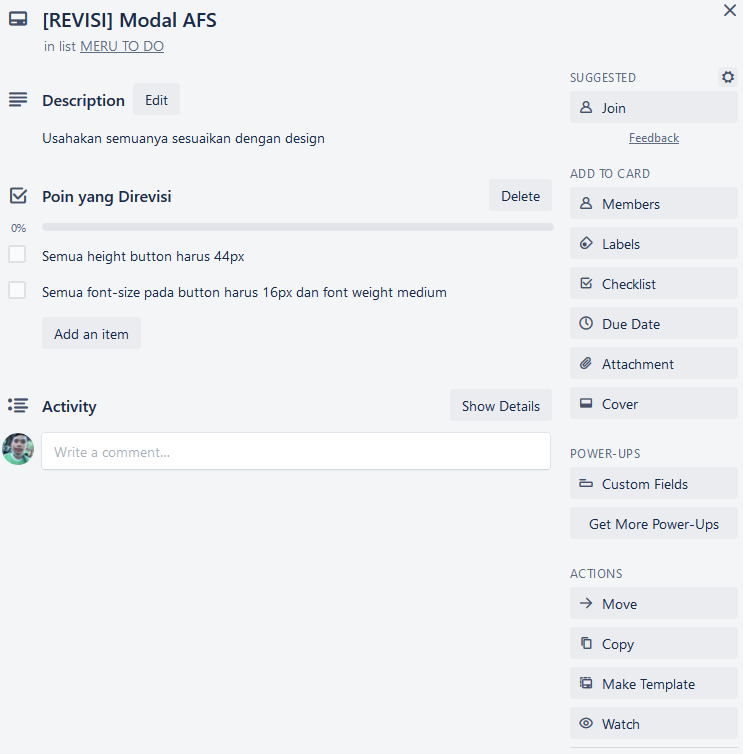 [REVISI] Modal AFS
in list MERU TO DO
Description
Edit
Usahakan semuanya sesuaikan dengan design
Poin yang Direvisi
Delete
0%
Semua height button harus 44px
Semua font-size pada button harus 16px dan font weight medium
Add an item
Activity
Show Details
Write a comment...
SUGGESTED
Join
Feedback
ADD TO CARD
Members
Labels
Checklist
Due Date
Attachment
Cover
POWER-UPS
Custom Fields
Get More Power-Ups
ACTIONS
Move
Copy
Make Template
Watch